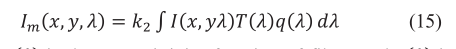 I_m(x, y, λ) = k_2 ∫ I(x, yλ)T(λ)q(λ) dλ (15)